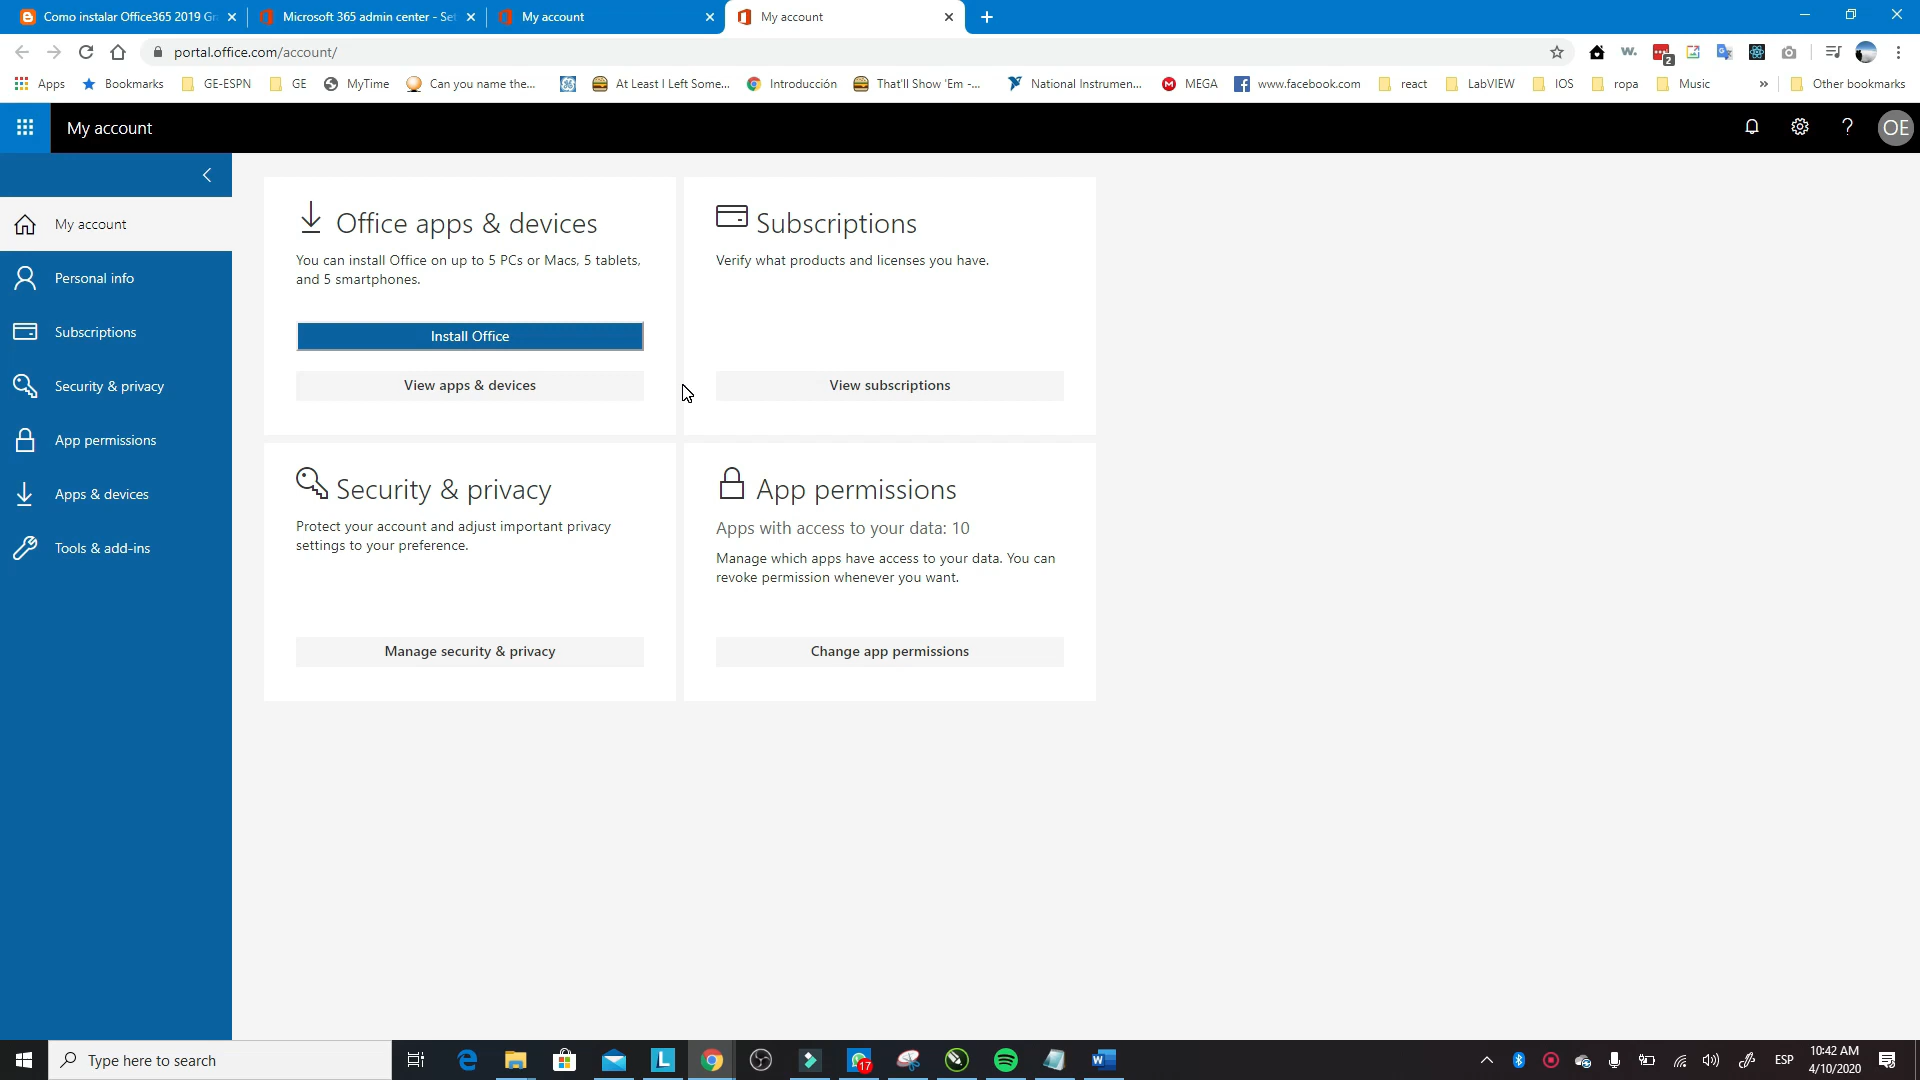 Como instalar Office365 2019 Gr
Microsoft 365 admin center - Set
My account
My account
portal.office.com/account/
2
Apps
Bookmarks
GE-ESPN
GE
MyTime
Can you name the...
At Least I Left Some...
Introducción
That'll Show 'Em -...
National Instrumen...
MEGA
www.facebook.com
react
LabVIEW
IOS
ropa
Music
»
Other bookmarks
My account
OE
My account
Personal info
Subscriptions
Security & privacy
App permissions
Apps & devices
Tools & add-ins
Office apps & devices
You can install Office on up to 5 PCs or Macs, 5 tablets,
and 5 smartphones.
Install Office
View apps & devices
Subscriptions
Verify what products and licenses you have.
View subscriptions
Security & privacy
Protect your account and adjust important privacy
settings to your preference.
Manage security & privacy
App permissions
Apps with access to your data: 10
Manage which apps have access to your data. You can
revoke permission whenever you want.
Change app permissions
Type here to search
17
ESP
10:42 AM
4/10/2020